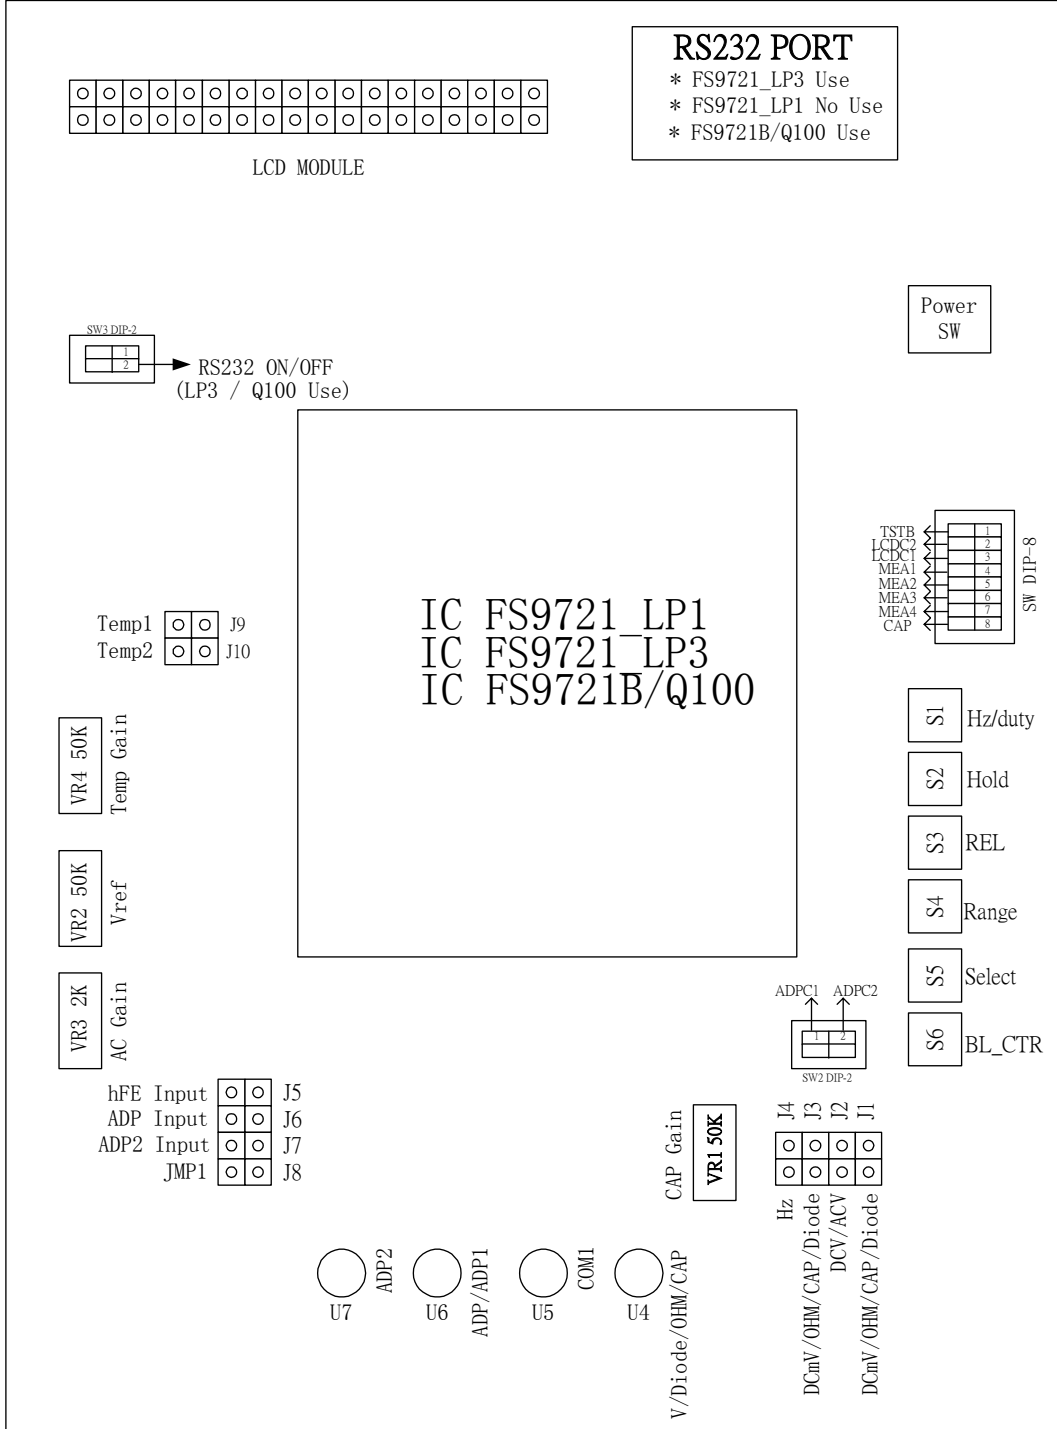 RS232 PORT
* FS9721_LP3 Use
* FS9721_LP1 No Use
* FS9721B/Q100 Use
LCD MODULE
Power
SW
SW3 DIP-2
1
2
RS232 ON/OFF
(LP3 / Q100 Use)
TSTB
LCDC2
LCDC1
MEA1
MEA2
MEA3
MEA4
CAP
1
2
3
4
5
6
7
8
SW DIP-8
IC FS9721_LP1
IC FS9721_LP3
IC FS9721B/Q100
Temp1
J9
Temp2
J10
S1
Hz/duty
S2
Hold
S3
REL
S4
Range
S5
Select
S6
BL_CTR
VR4 50K
Temp Gain
VR2 50K
Vref
VR3 2K
AC Gain
ADPC1
ADPC2
1
2
SW2 DIP-2
hFE Input
J5
ADP Input
J6
ADP2 Input
J7
JMP1
J8
CAP Gain
VR1 50K
J4
J3
J2
J1
Hz
DCmV/OHM/CAP/Diode
DCV/ACV
DCmV/OHM/CAP/Diode
U7
ADP2
U6
ADP/ADP1
U5
COM1
U4
V/Diode/OHM/CAP